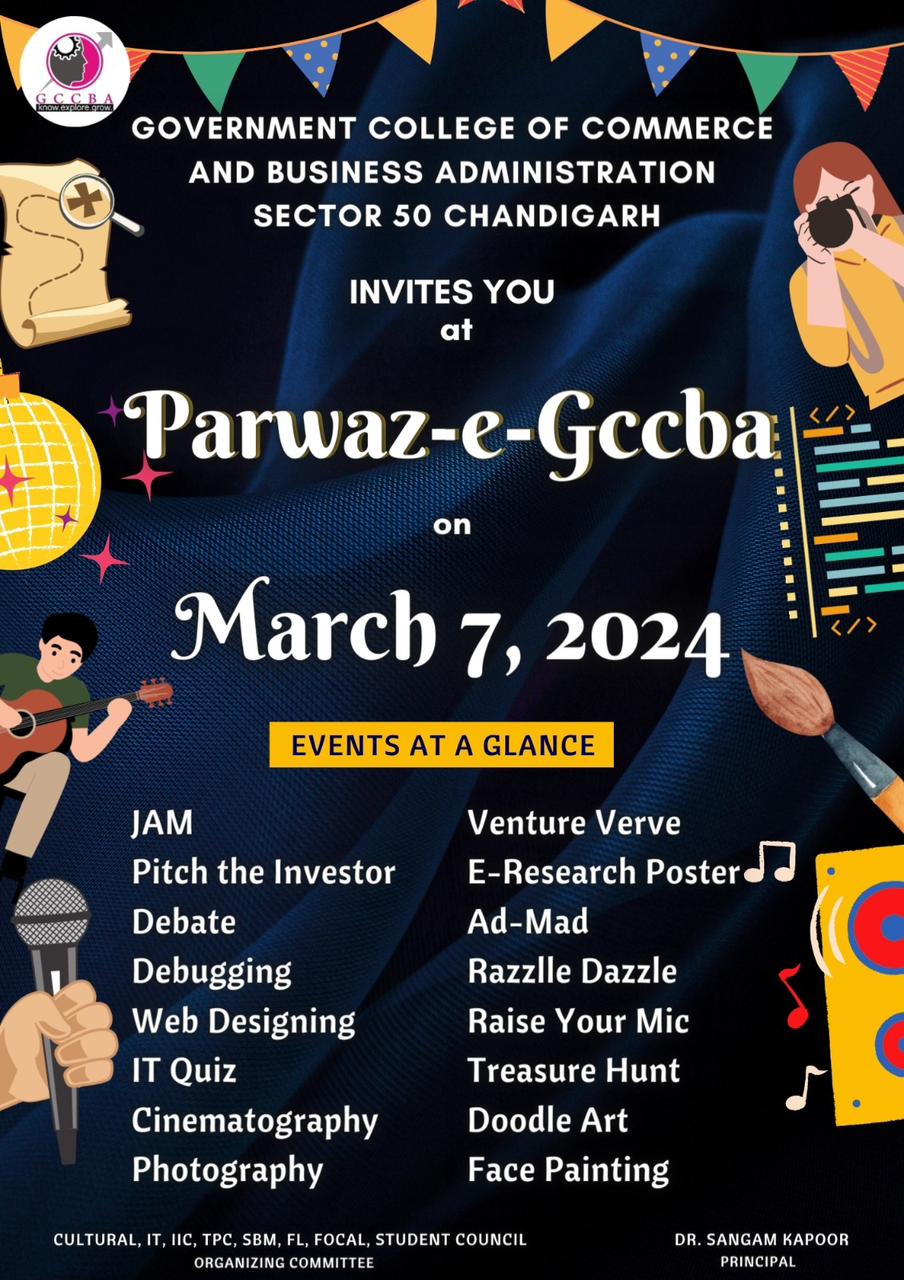 GCCBA
know.explore.grow.
GOVERNMENT COLLEGE OF COMMERCE
AND BUSINESS ADMINISTRATION
SECTOR 50 CHANDIGARH
INVITES YOU
at
Parwaz-e-Gccba
on
March 7, 2024
EVENTS AT A GLANCE
JAM
Pitch the Investor
Debate
Debugging
Web Designing
IT Quiz
Cinematography
Photography
Venture Verve
E-Research Poster
Ad-Mad
Razzlle Dazzle
Raise Your Mic
Treasure Hunt
Doodle Art
Face Painting
CULTURAL, IT, IIC, TPC, SBM, FL, FOCAL, STUDENT COUNCIL
ORGANIZING COMMITTEE
DR. SANGAM KAPOOR
PRINCIPAL